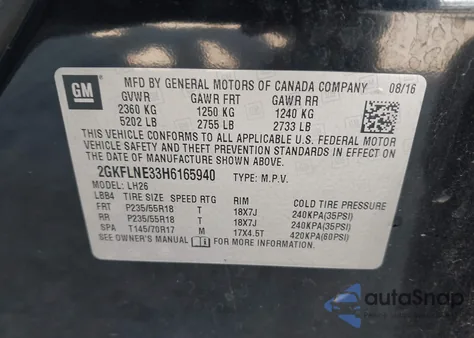 GM
MFD BY GENERAL MOTORS OF CANADA COMPANY 08/16
GVWR GAWR FRT GAWR RR
2360 KG 1250 KG 1240 KG
5202 LB 2755 LB 2733 LB
THIS VEHICLE CONFORMS TO ALL APPLICABLE U.S. FEDERAL MOTOR
VEHICLE SAFETY AND THEFT PREVENTION STANDARDS IN EFFECT ON
THE DATE OF MANUFACTURE SHOWN ABOVE.
2GKFLNE33H6165940 TYPE: M.P.V.
MODEL: LH26
LBB4 TIRE SIZE SPEED RTG RIM COLD TIRE PRESSURE
FRT P235/55R18 T 18X7J 240KPA(35PSI)
RR P235/55R18 T 18X7J 240KPA(35PSI)
SPA T145/70R17 M 17X4.5T 420KPA(60PSI)
SEE OWNER'S MANUAL FOR MORE INFORMATION.
autoSnap